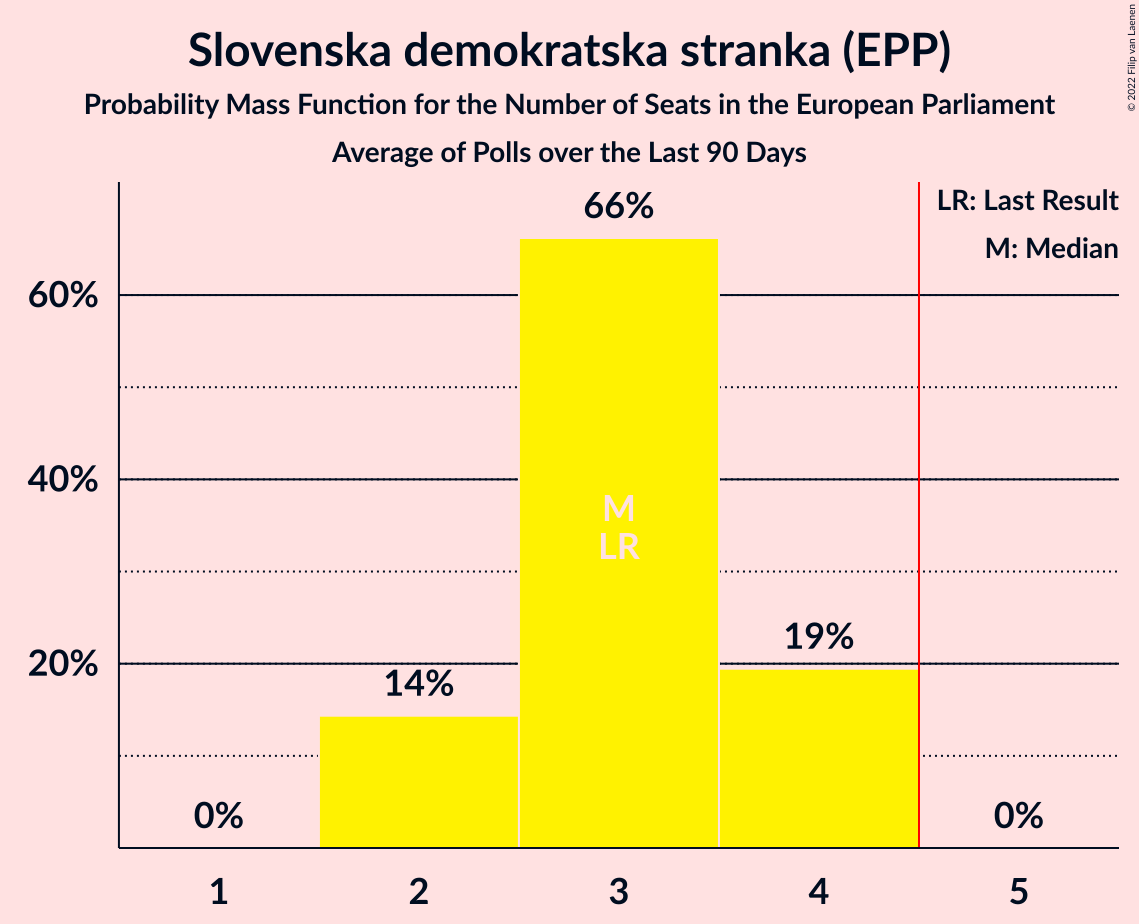 Slovenska demokratska stranka (EPP)
Probability Mass Function for the Number of Seats in the European Parliament
Average of Polls over the Last 90 Days
© 2022 Filip van Laenen
LR: Last Result
M: Median
66%
60%
40%
M
LR
19%
20%
14%
0%
0%
1 2 3 4 5